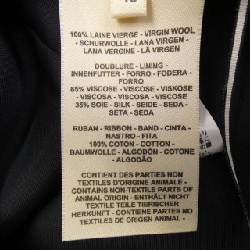 100% LAINE VIERGE - VIRGIN WOOL
- SCHURWOLLE - LANA VERGEN
- LANA VERGINE - LÃ VIRGEN
DOUBLURE - LINING
INNENFUTTER - FORRO - FODERA
FORRO
65% VISCOSE - VISCOSE - VISKOSE
VISCOSA - VISCOSA - VISCOSA
35% SOIE - SILK - SEIDE - SEDA
SETA - SEDA
RUBAN - RIBBON - BAND - CINTA -
NASTRO - FITA
100% COTON - COTTON -
BAUMWOLLE - ALGODÓN - COTONE
- ALGODÃO
CONTIENT DES PARTIES NON
TEXTILES D'ORIGINE ANIMALE -
CONTAINS NON-TEXTILE PARTS OF
ANIMAL ORIGIN - ENTHÄLT NICHT
TEXTILE TEILE TIERISCHER
HERKUNFT - CONTIENE PARTES NO
TEXTILES DE ORIGEN ANIMAL -